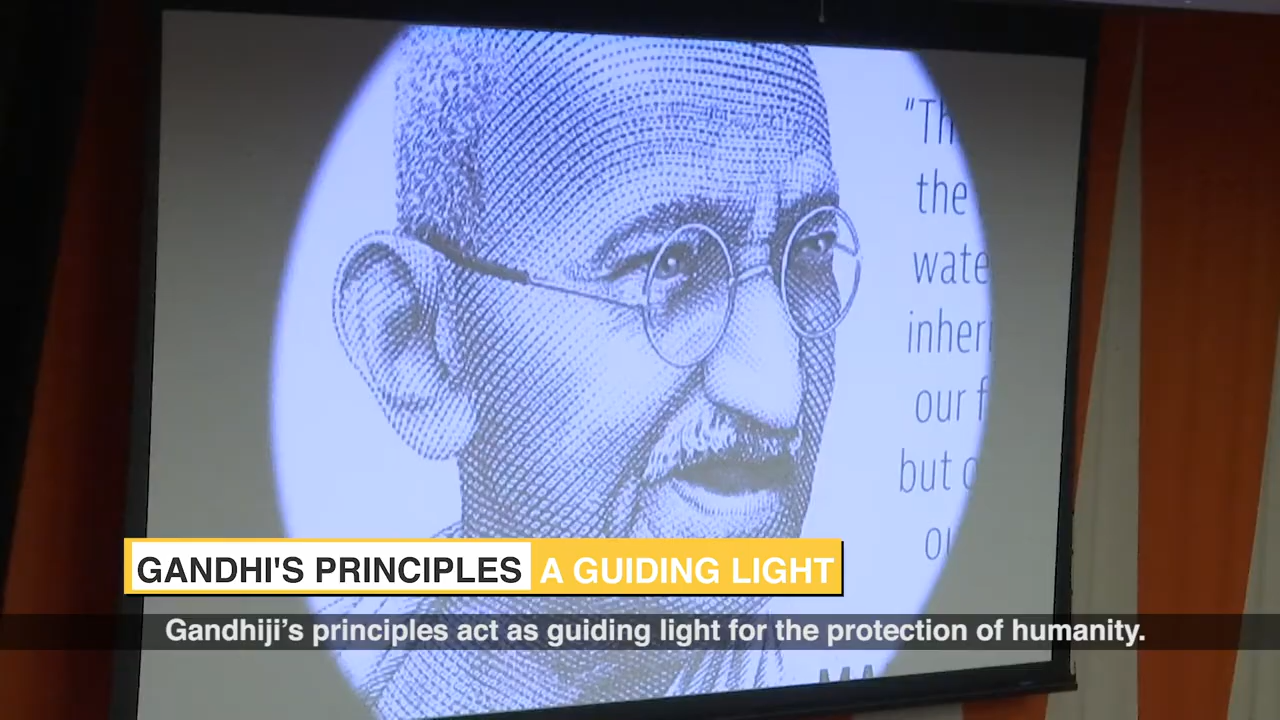 "Th
the
wate
inher
our f
but o
ou
MA
GANDHI'S PRINCIPLES A GUIDING LIGHT
Gandhiji’s principles act as guiding light for the protection of humanity.